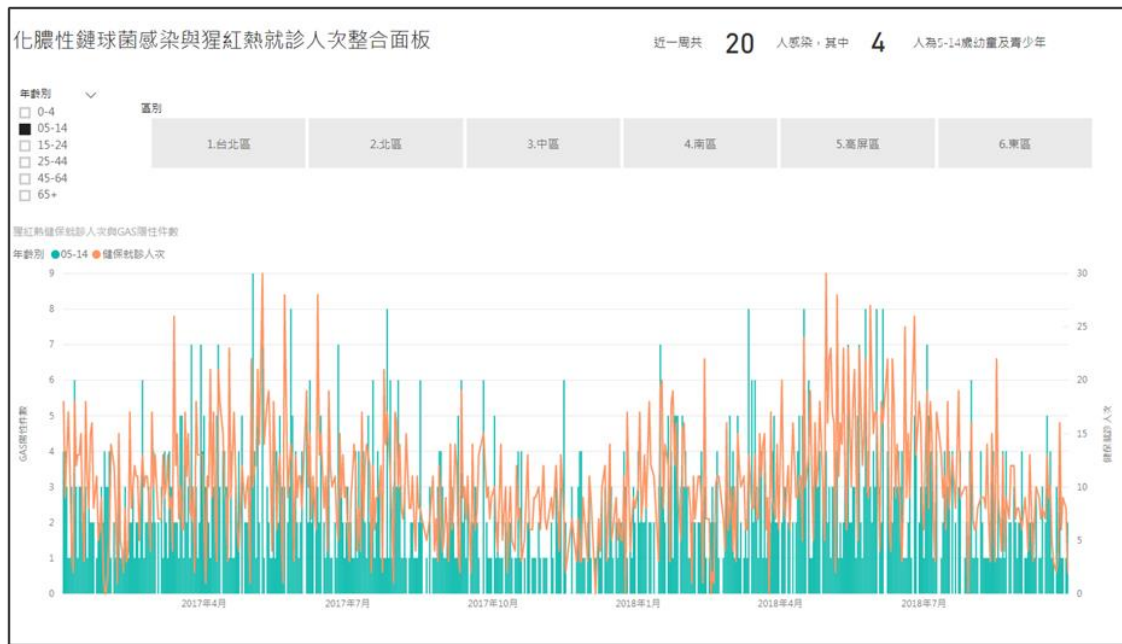 化膿性鏈球菌感染與猩紅熱就診人次整合面板
近一周共 20 人感染，其中 4 人為5-14歲幼童及青少年
年齡別
0-4
05-14
15-24
25-44
45-64
65+
區別
1.台北區 2.北區 3.中區 4.南區 5.高屏區 6.東區
猩紅熱健保就診人次與GAS陽性件數
年齡別 05-14 健保就診人次
GAS陽性件數
9
8
7
6
5
4
3
2
1
0
30
25
20
15
10
5
0
健保就診人次
2017年4月 2017年7月 2017年10月 2018年1月 2018年4月 2018年7月